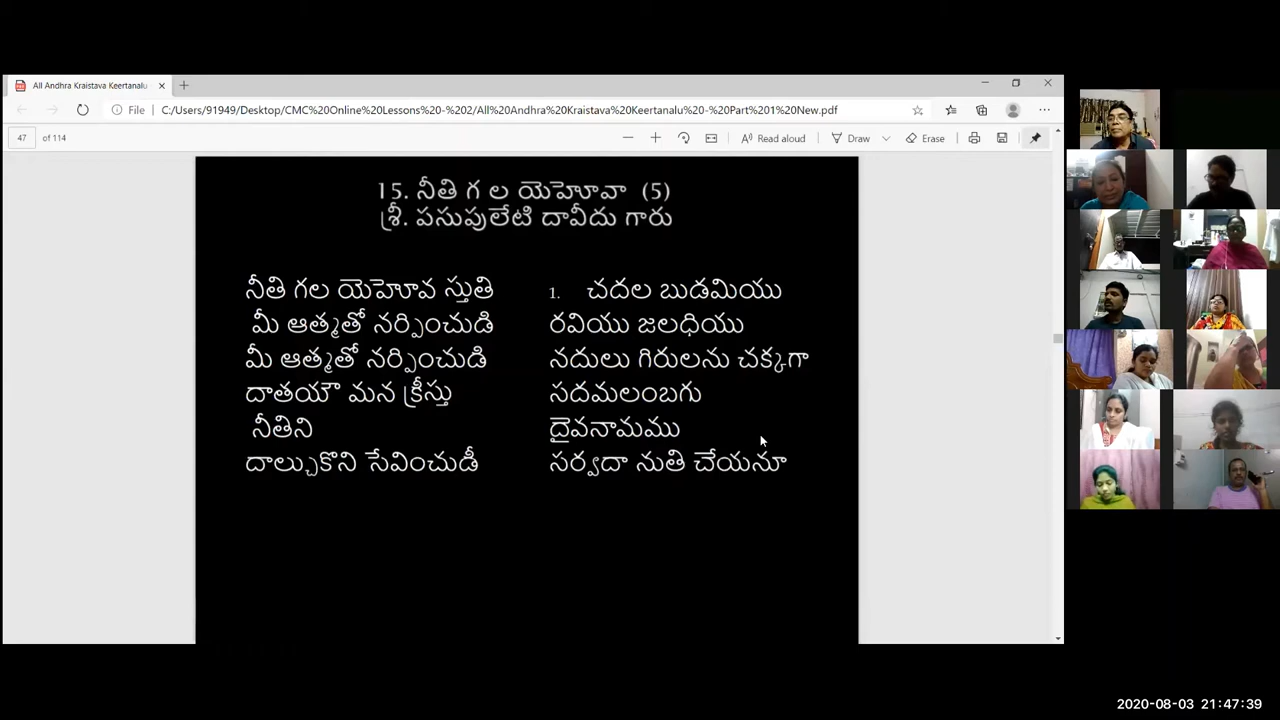 All Andhra Kraistava Keertanalu
File C:/Users/91949/Desktop/CMC%20Online%20Lessons%20-%202/All%20Andhra%20Kraistava%20Keertanalu%20-%20Part%201%20New.pdf
47 of 114
Read aloud Draw Erase
15. నీతి గ ల యెహెూవా (5)
శ్రీ. పసుపులేటి దావీదు గారు
నీతి గల యెహెూవ స్తుతి
మీ ఆత్మతో నర్పించుడి
మీ ఆత్మతో నర్పించుడి
దాతయౌ మన క్రీస్తు
నీతిని
దాల్చుకొని సేవించుడీ
1. చదల బుడమియు
రవియు జలధియు
నదులు గిరులను చక్కగా
సదమలంబగు
దైవనామము
సర్వదా నుతి చేయనూ
2020-08-03 21:47:39